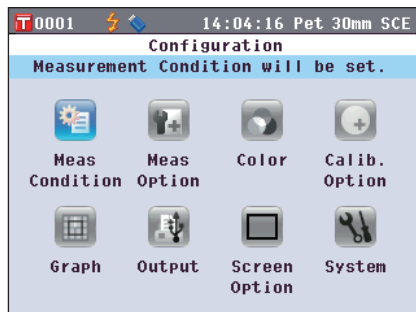 T 0001 14:04:16 Pet 30mm SCE
Configuration
Measurement Condition will be set.
Meas Condition
Meas Option
Color
Calib. Option
Graph
Output
Screen Option
System